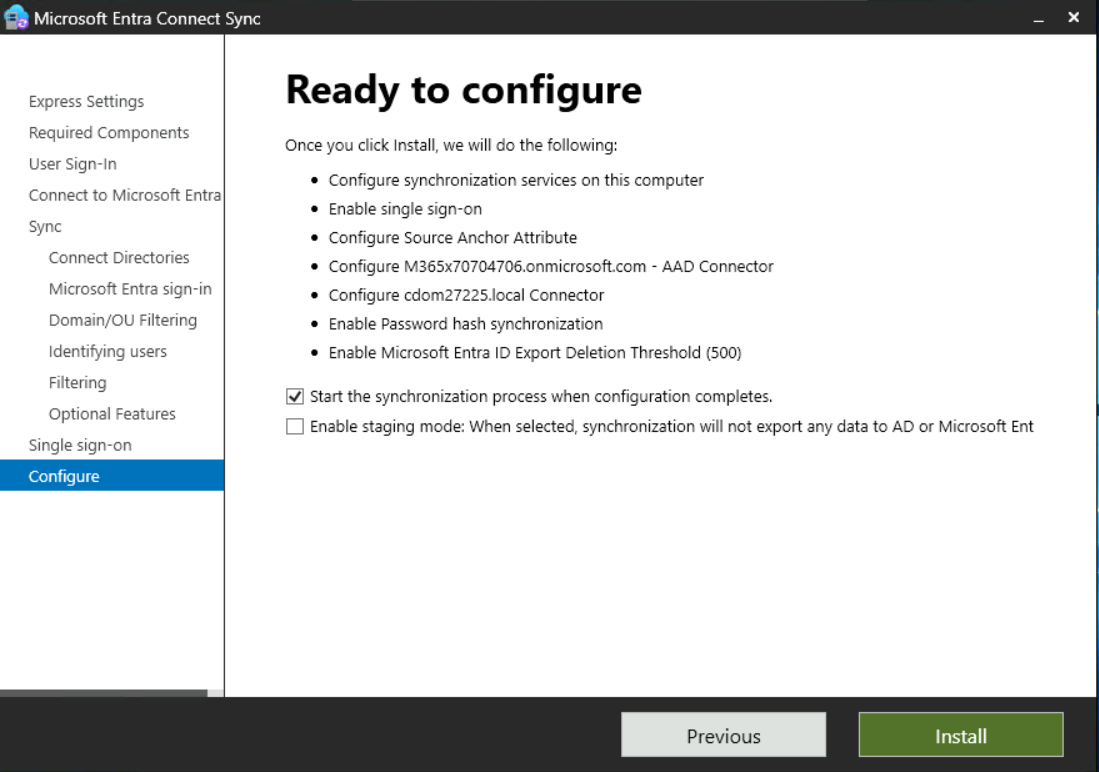 Microsoft Entra Connect Sync
Express Settings
Required Components
User Sign-In
Connect to Microsoft Entra
Sync
Connect Directories
Microsoft Entra sign-in
Domain/OU Filtering
Identifying users
Filtering
Optional Features
Single sign-on
Configure
Ready to configure
Once you click Install, we will do the following:
• Configure synchronization services on this computer
• Enable single sign-on
• Configure Source Anchor Attribute
• Configure M365x70704706.onmicrosoft.com - AAD Connector
• Configure cdom27225.local Connector
• Enable Password hash synchronization
• Enable Microsoft Entra ID Export Deletion Threshold (500)
Start the synchronization process when configuration completes.
Enable staging mode: When selected, synchronization will not export any data to AD or Microsoft Ent
Previous
Install